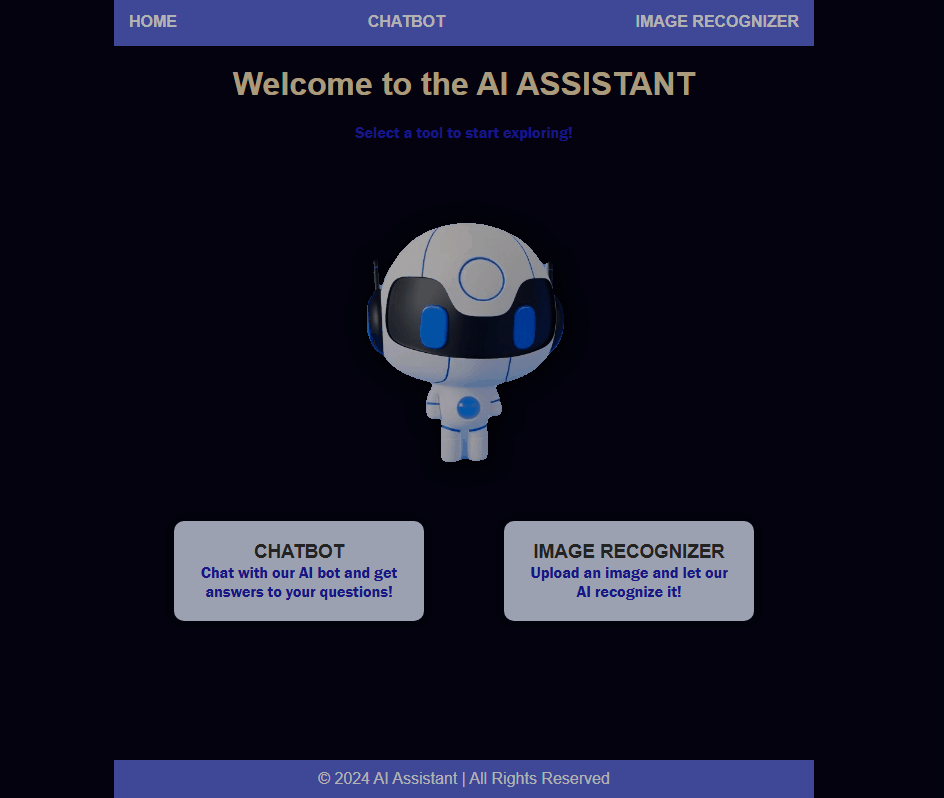 HOME CHATBOT IMAGE RECOGNIZER
Welcome to the AI ASSISTANT
Select a tool to start exploring!
CHATBOT
Chat with our AI bot and get
answers to your questions!
IMAGE RECOGNIZER
Upload an image and let our
AI recognize it!
© 2024 AI Assistant | All Rights Reserved